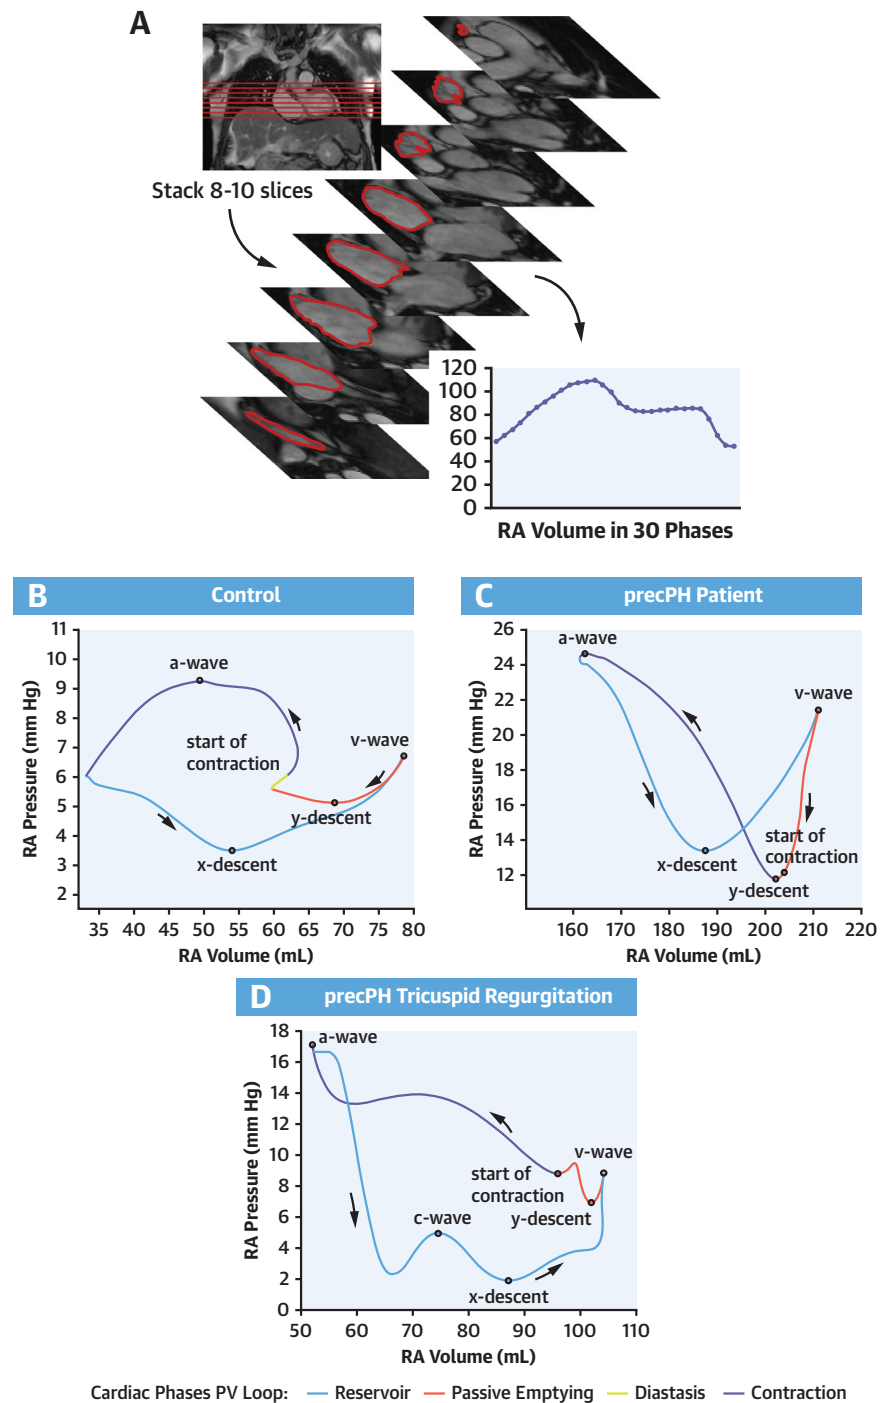 A
Stack 8-10 slices
120
100
80
60
40
20
0
RA Volume in 30 Phases
B
Control
11
10
9
8
7
6
5
4
3
2
RA Pressure (mm Hg)
a-wave
start of
contraction
v-wave
y-descent
x-descent
35 40 45 50 55 60 65 70 75 80
RA Volume (mL)
C
precPH Patient
26
24
22
20
18
16
14
12
RA Pressure (mm Hg)
a-wave
v-wave
start of
contraction
x-descent
y-descent
160 170 180 190 200 210 220
RA Volume (mL)
D
precPH Tricuspid Regurgitation
18
16
14
12
10
8
6
4
2
0
RA Pressure (mm Hg)
a-wave
v-wave
start of
contraction
y-descent
c-wave
x-descent
50 60 70 80 90 100 110
RA Volume (mL)
Cardiac Phases PV Loop: Reservoir Passive Emptying Diastasis Contraction